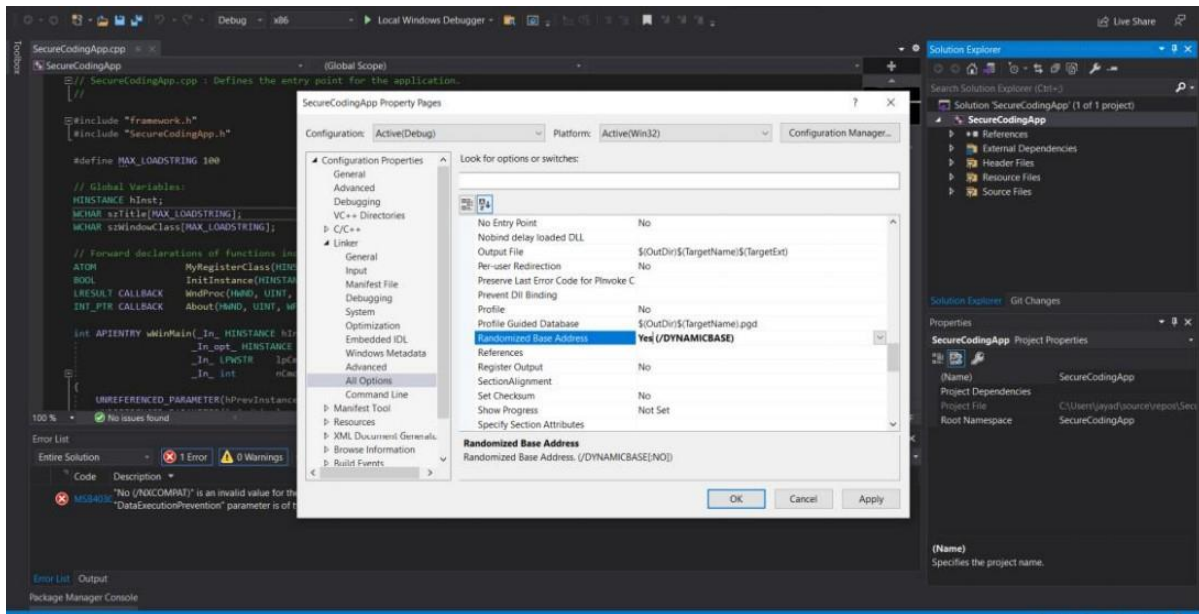 Debug
x86
Local Windows Debugger
Live Share
Toolbox
SecureCodingApp.cpp
SecureCodingApp
(Global Scope)
// SecureCodingApp.cpp : Defines the entry point for the application.
//
#include "framework.h"
#include "SecureCodingApp.h"
#define MAX_LOADSTRING 100
// Global Variables:
HINSTANCE hInst;
WCHAR szTitle[MAX_LOADSTRING];
WCHAR szWindowClass[MAX_LOADSTRING];
// Forward declarations of functions in
ATOM MyRegisterClass(HINS
BOOL InitInstance(HINSTAN
LRESULT CALLBACK WndProc(HWND, UINT,
INT_PTR CALLBACK About(HWND, UINT,
int APIENTRY wWinMain(_In_ HINSTANCE hIn
_In_opt_ HINSTANCE
_In_ LPWSTR lpCm
_In_ int nCmd
{
UNREFERENCED_PARAMETER(hPrevInstance
100 %
No issues found
SecureCodingApp Property Pages
? X
Configuration: Active(Debug)
Platform: Active(Win32)
Configuration Manager...
Configuration Properties
General
Advanced
Debugging
VC++ Directories
C/C++
Linker
General
Input
Manifest File
Debugging
System
Optimization
Embedded IDL
Windows Metadata
Advanced
All Options
Command Line
Manifest Tool
Resources
XML Document Generato
Browse Information
Build Events
Look for options or switches:
No Entry Point No
Nobind delay loaded DLL
Output File $(OutDir)$(TargetName)$(TargetExt)
Per-user Redirection No
Preserve Last Error Code for PInvoke C
Prevent Dll Binding
Profile No
Profile Guided Database $(OutDir)$(TargetName).pgd
Randomized Base Address Yes (/DYNAMICBASE)
References
Register Output No
SectionAlignment
Set Checksum No
Show Progress Not Set
Specify Section Attributes
Randomized Base Address
Randomized Base Address. (/DYNAMICBASE[:NO])
OK
Cancel
Apply
Error List
Entire Solution
1 Error
0 Warnings
Code Description
"No (/NXCOMPAT)" is an invalid value for the
"DataExecutionPrevention" parameter is of t
Error List Output
Package Manager Console
Solution Explorer
Search Solution Explorer (Ctrl+;)
Solution 'SecureCodingApp' (1 of 1 project)
SecureCodingApp
References
External Dependencies
Header Files
Resource Files
Source Files
Solution Explorer Git Changes
Properties
SecureCodingApp Project Properties
(Name) SecureCodingApp
Project Dependencies
Project File C:\Users\jayad\source\repos\Secu
Root Namespace SecureCodingApp
(Name)
Specifies the project name.